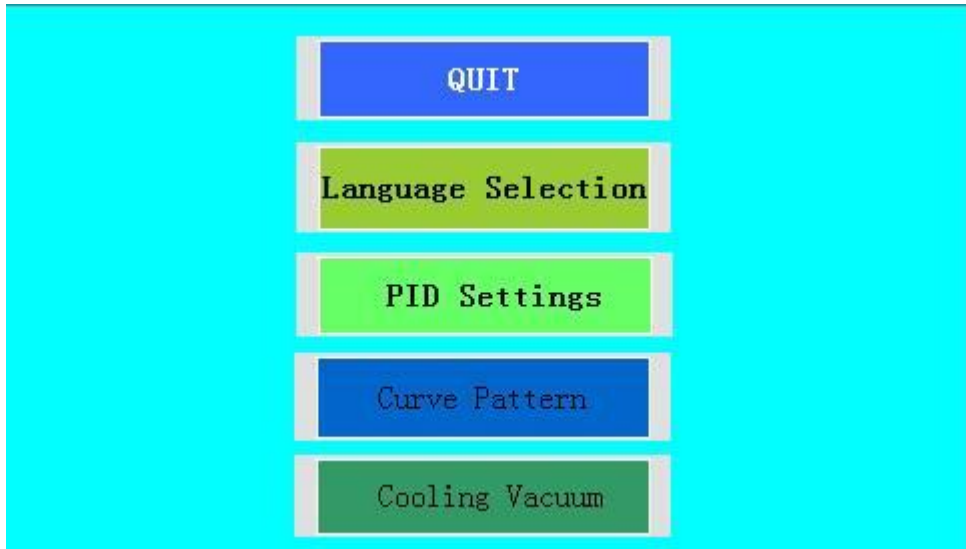 QUIT
Language Selection
PID Settings
Curve Pattern
Cooling Vacuum